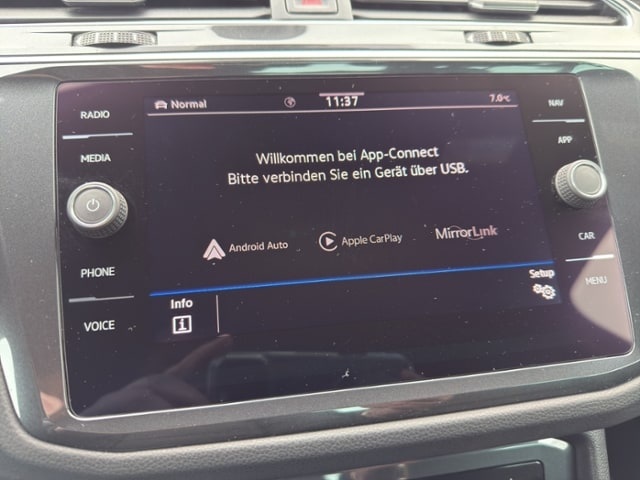 RADIO
MEDIA
PHONE
VOICE
Normal
11:37
7.0°C
Willkommen bei App-Connect
Bitte verbinden Sie ein Gerät über USB.
Android Auto
Apple CarPlay
MirrorLink
Info
Setup
NAV
APP
CAR
MENU